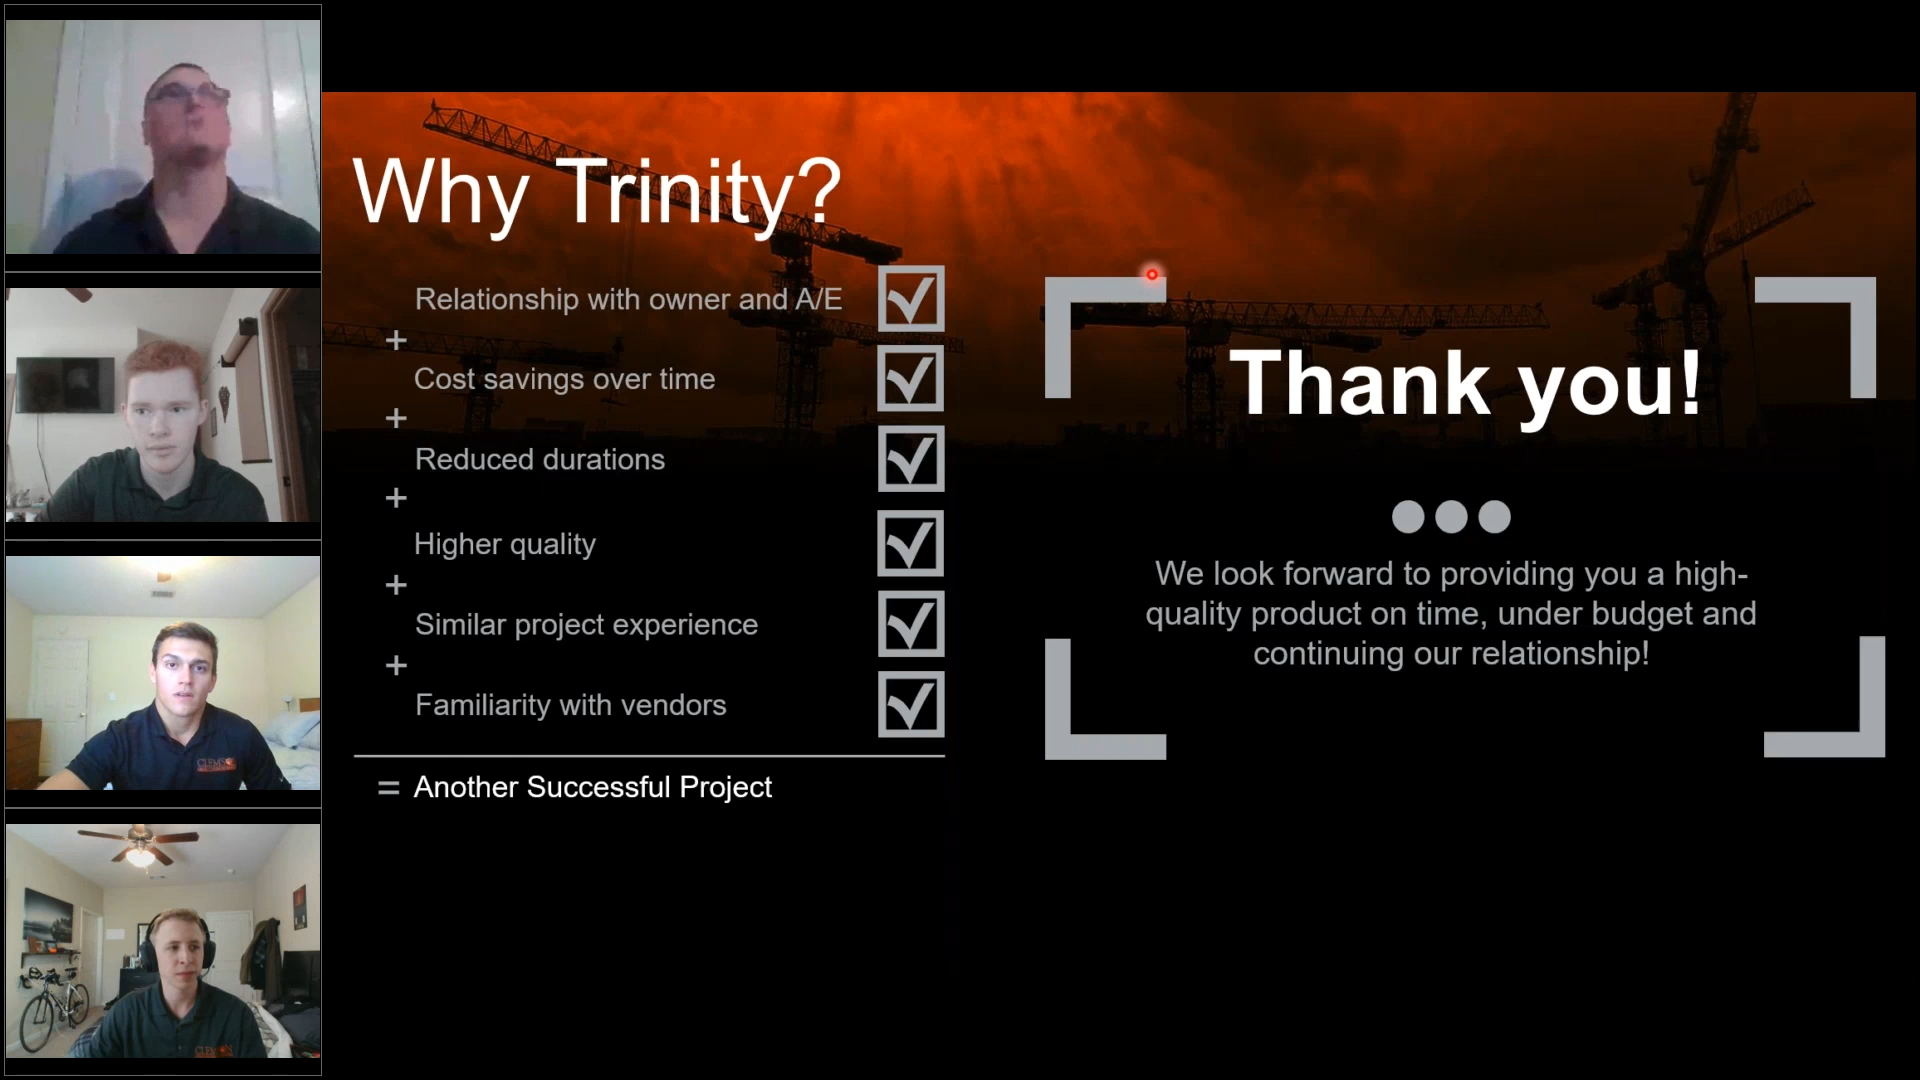 Why Trinity?
Relationship with owner and A/E
+
Cost savings over time
+
Reduced durations
+
Higher quality
+
Similar project experience
+
Familiarity with vendors
= Another Successful Project
Thank you!
We look forward to providing you a high-
quality product on time, under budget and
continuing our relationship!
CLEMSON
CLEMSON